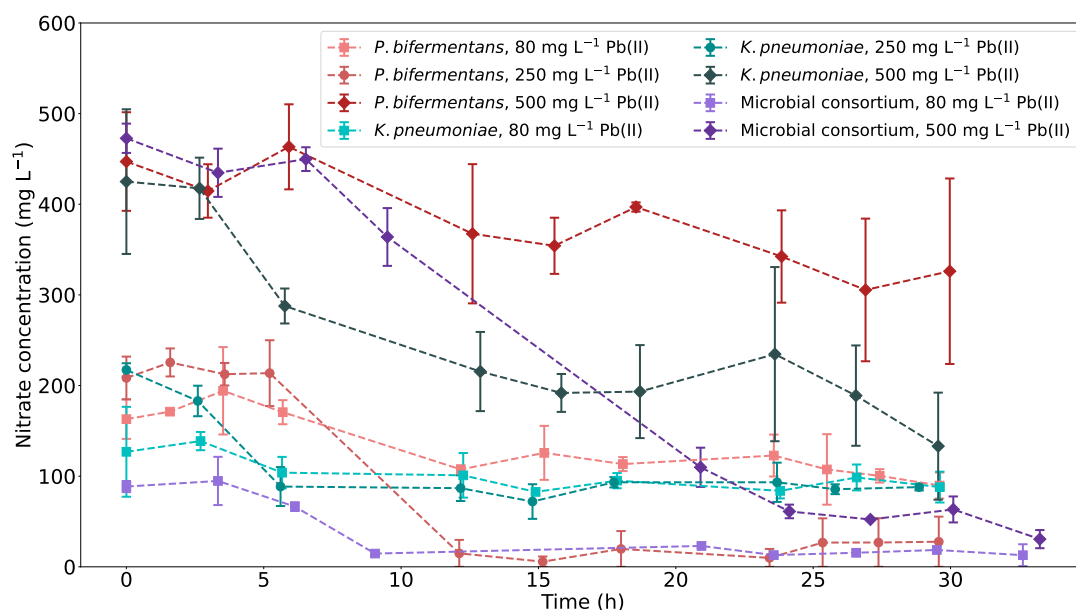 600
500
400
300
200
100
0
Nitrate concentration (mg L⁻¹)
P. bifermentans, 80 mg L⁻¹ Pb(II)
P. bifermentans, 250 mg L⁻¹ Pb(II)
P. bifermentans, 500 mg L⁻¹ Pb(II)
K. pneumoniae, 80 mg L⁻¹ Pb(II)
K. pneumoniae, 250 mg L⁻¹ Pb(II)
K. pneumoniae, 500 mg L⁻¹ Pb(II)
Microbial consortium, 80 mg L⁻¹ Pb(II)
Microbial consortium, 500 mg L⁻¹ Pb(II)
0 5 10 15 20 25 30
Time (h)